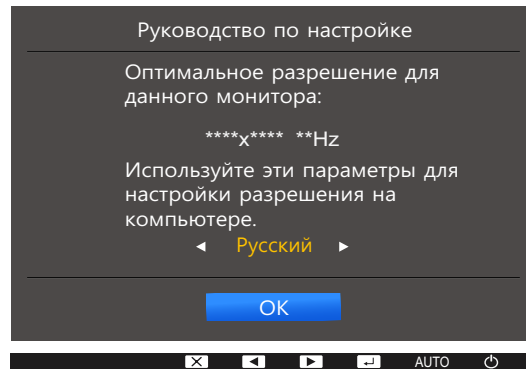 Руководство по настройке
Оптимальное разрешение для
данного монитора:
****x**** **Hz
Используйте эти параметры для
настройки разрешения на
компьютере.
Русский
ОК
AUTO